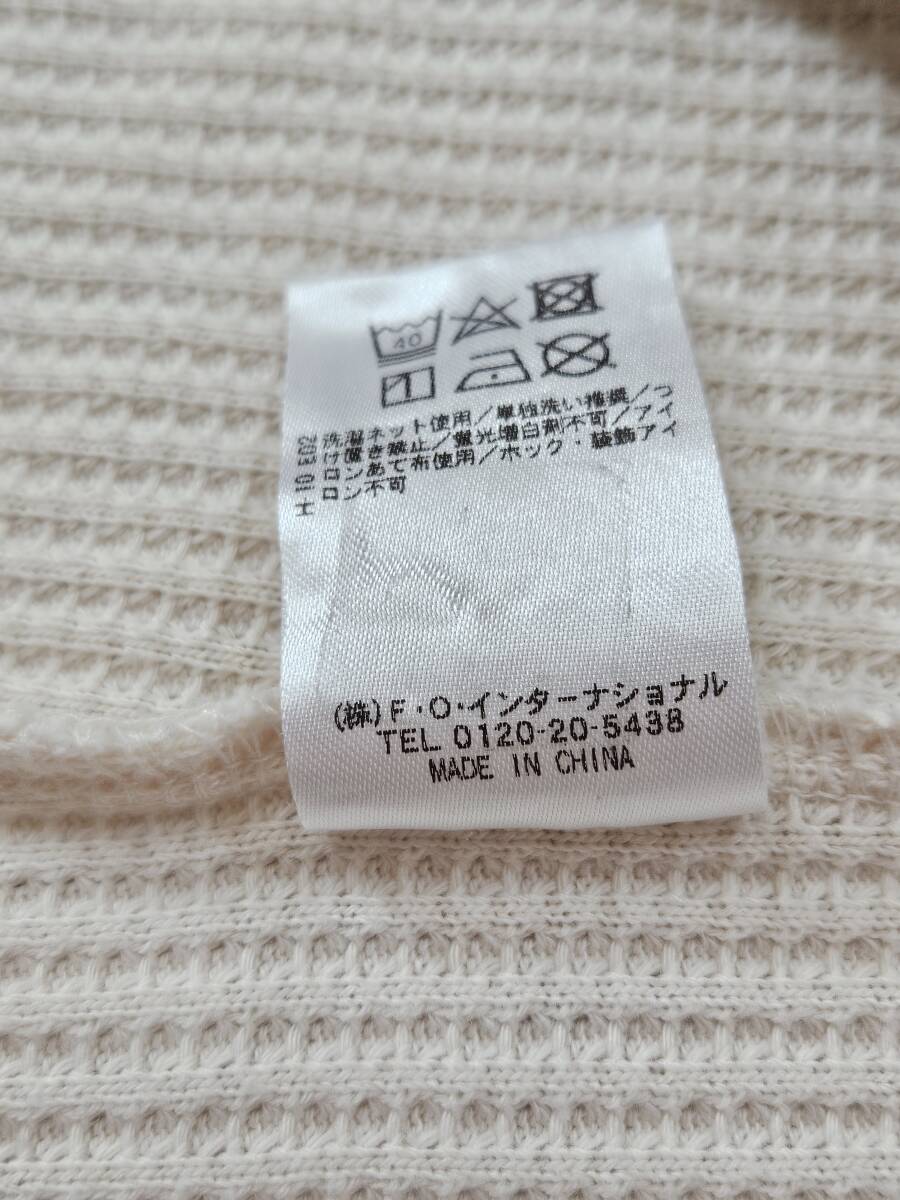 40
洗濯ネット使用／単独洗い推奨／つ
け置き禁止／蛍光増白剤不可／アイ
ロンあて布使用／ホック・装飾アイ
ロン不可
H-10 E02
(株)F・O・インターナショナル
TEL 0120-20-5438
MADE IN CHINA